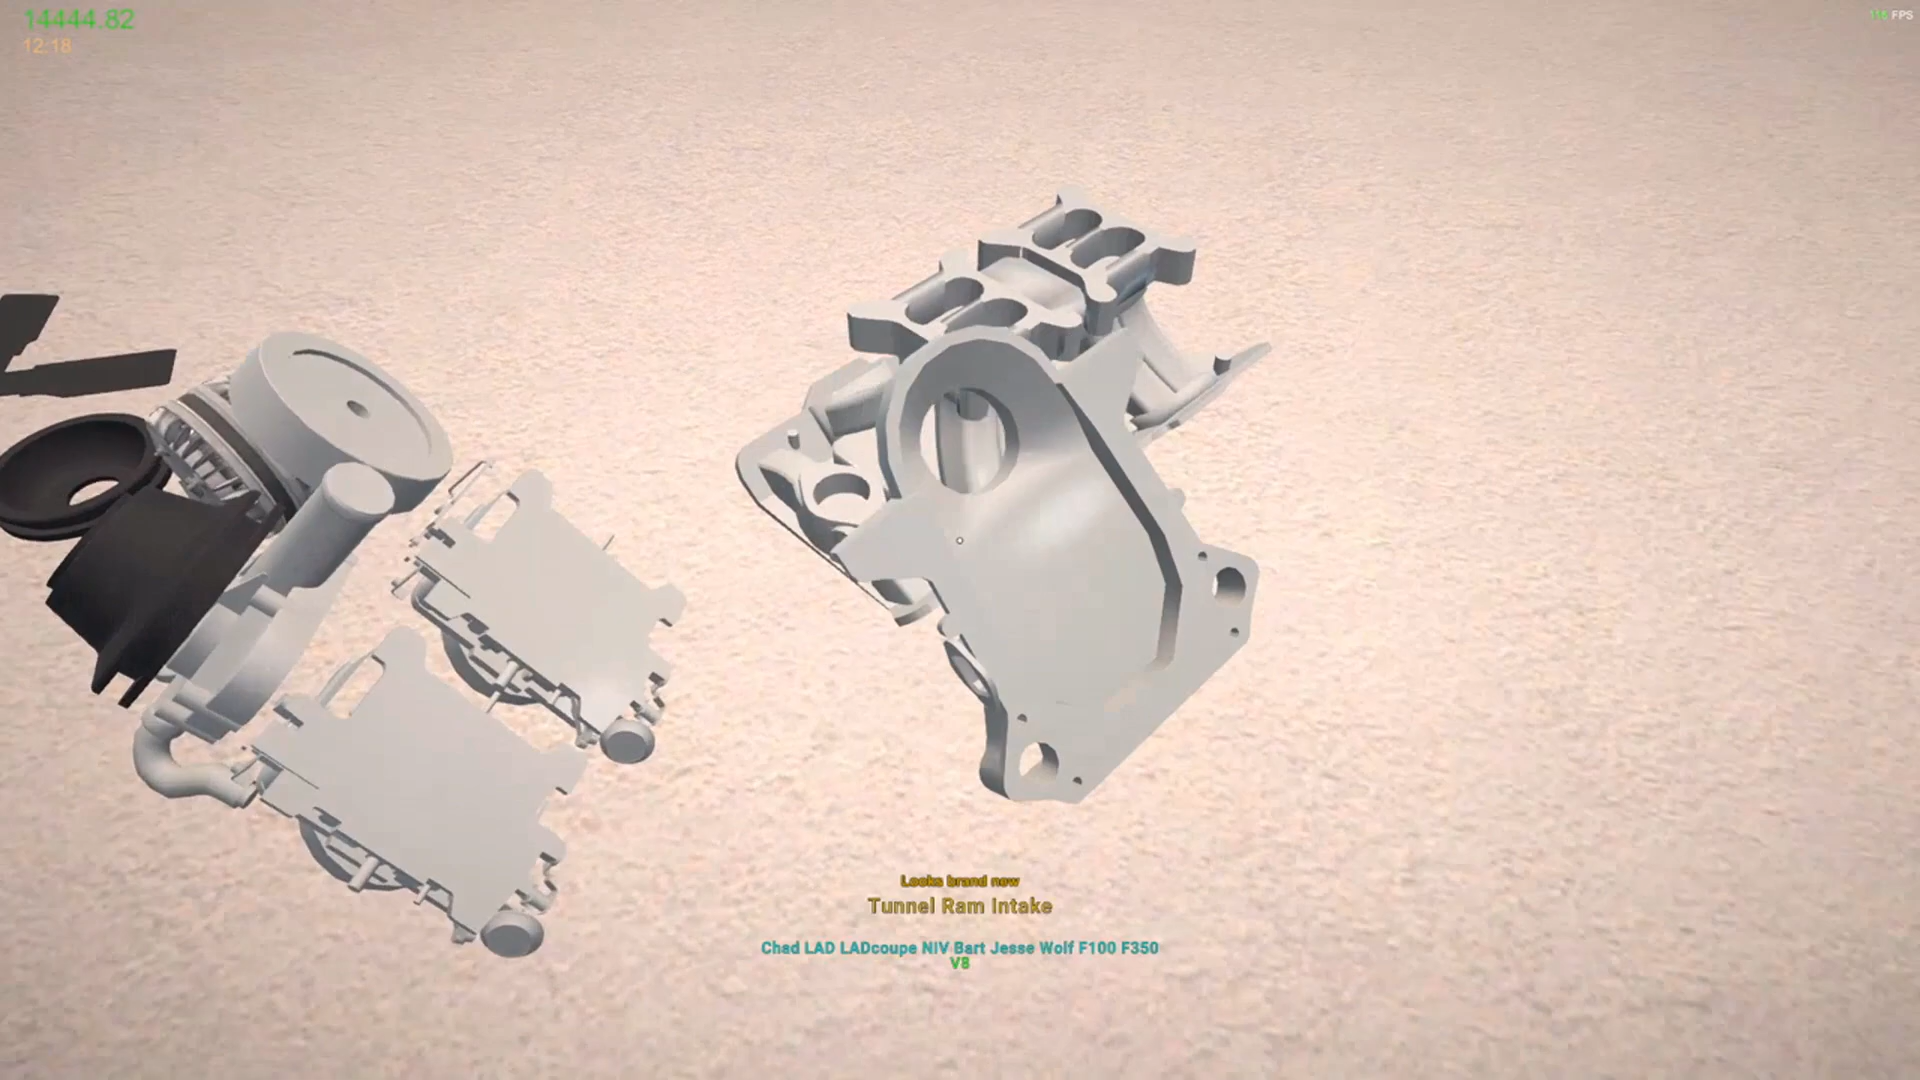 14444.82
12:18
116 FPS
Looks brand new
Tunnel Ram Intake
Chad LAD LADcoupe NIV Bart Jesse Wolf F100 F350
V8